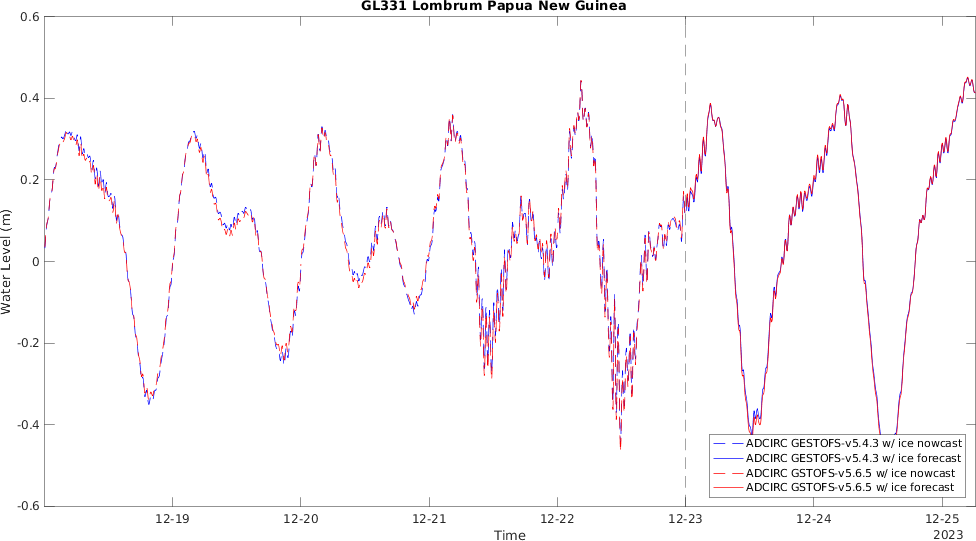 GL331 Lombrum Papua New Guinea
0.6
0.4
0.2
0
-0.2
-0.4
-0.6
Water Level (m)
ADCIRC GESTOFS-v5.4.3 w/ ice nowcast
ADCIRC GESTOFS-v5.4.3 w/ ice forecast
ADCIRC GSTOFS-v5.6.5 w/ ice nowcast
ADCIRC GSTOFS-v5.6.5 w/ ice forecast
12-19 12-20 12-21 12-22 12-23 12-24 12-25
Time 2023